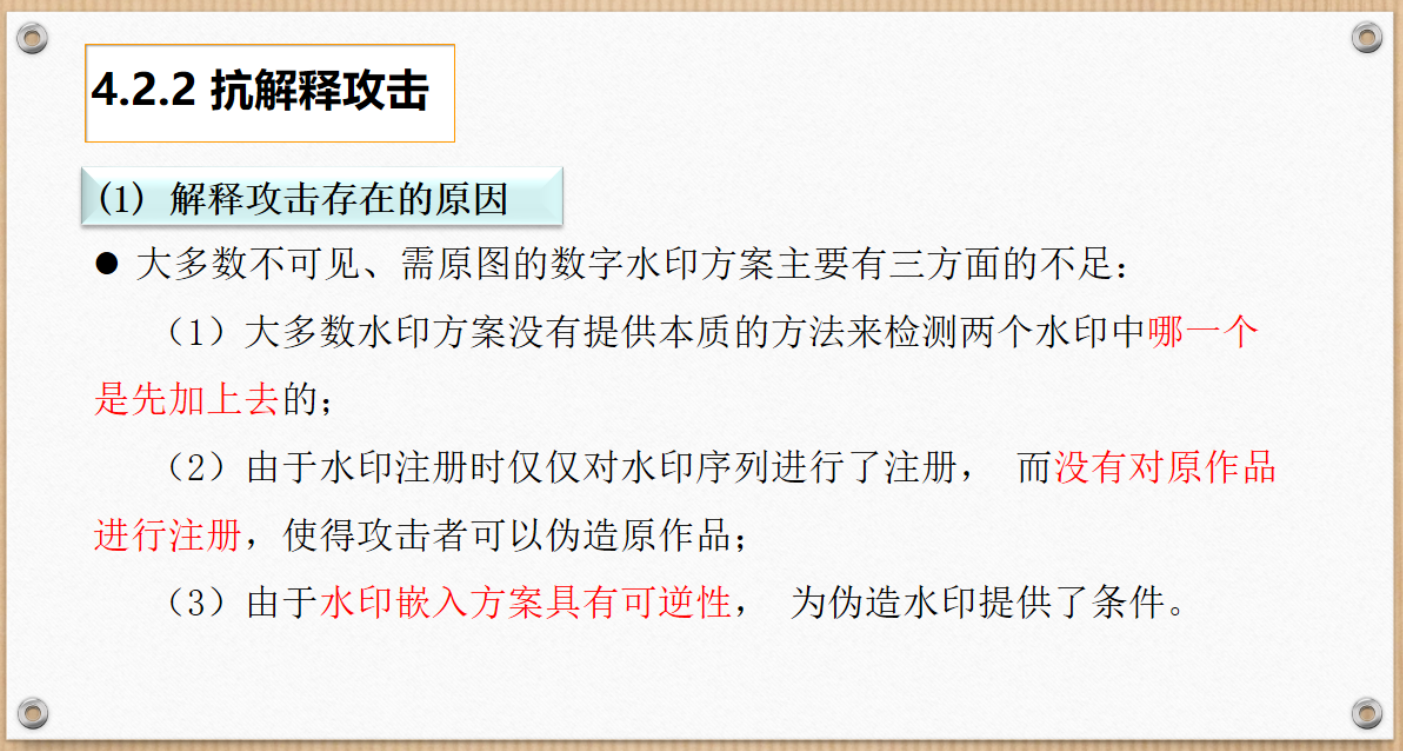 4.2.2 抗解释攻击
(1) 解释攻击存在的原因
● 大多数不可见、需原图的数字水印方案主要有三方面的不足：
（1）大多数水印方案没有提供本质的方法来检测两个水印中哪一个
是先加上去的；
（2）由于水印注册时仅仅对水印序列进行了注册， 而没有对原作品
进行注册，使得攻击者可以伪造原作品；
（3）由于水印嵌入方案具有可逆性， 为伪造水印提供了条件。